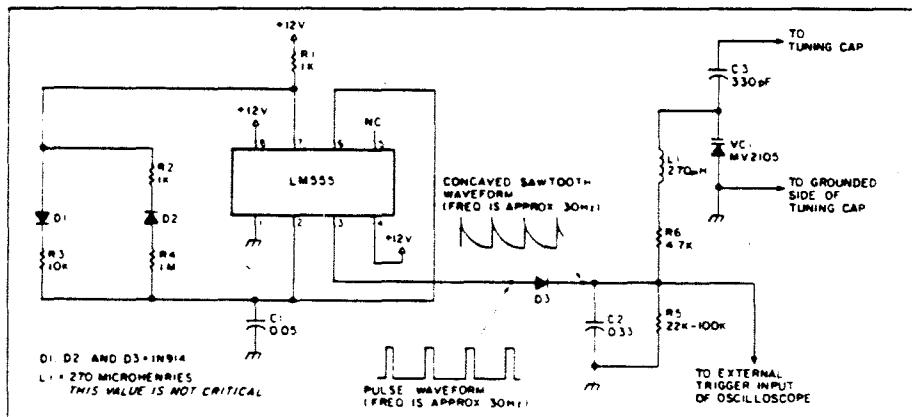 +12V
R1
1K
+12V
8
7
6
5
NC
LM555
1
2
3
4
+12V
R2
1K
D1
D2
R3
10K
R4
1M
C1
0.05
D1, D2 AND D3 = 1N914
L1 = 270 MICROHENRIES
THIS VALUE IS NOT CRITICAL
CONCAVED SAWTOOTH
WAVEFORM
(FREQ IS APPROX 30Hz)
D3
PULSE WAVEFORM
(FREQ IS APPROX 30Hz)
C2
0.33
TO
TUNING CAP
C3
330pF
L1
270µH
VC1
MV2105
TO GROUNDED
SIDE OF
TUNING CAP
R6
4.7K
R5
22K-100K
TO EXTERNAL
TRIGGER INPUT
OF OSCILLOSCOPE